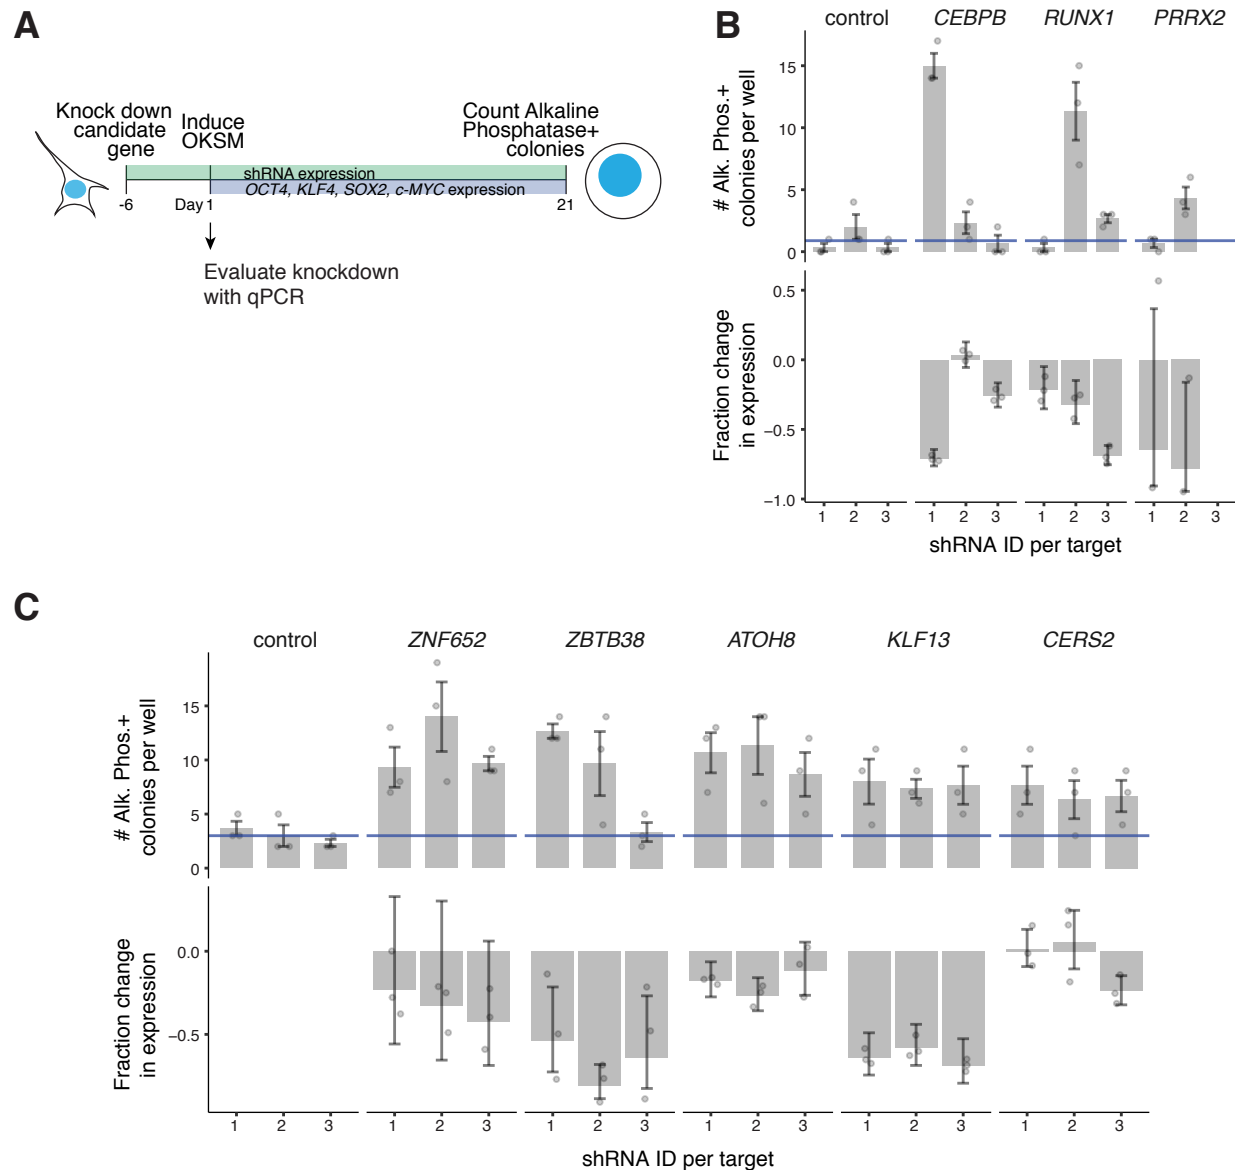 A
Knock down
candidate
gene
Induce
OKSM
Count Alkaline
Phosphatase+
colonies
shRNA expression
OCT4, KLF4, SOX2, c-MYC expression
-6
Day 1
21
Evaluate knockdown
with qPCR
B
control
CEBPB
RUNX1
PRRX2
# Alk. Phos.+
colonies per well
15
10
5
0
Fraction change
in expression
0.5
0.0
−0.5
−1.0
1 2 3 1 2 3 1 2 3 1 2 3
shRNA ID per target
C
control
ZNF652
ZBTB38
ATOH8
KLF13
CERS2
# Alk. Phos.+
colonies per well
15
10
5
0
Fraction change
in expression
0.0
−0.5
1 2 3 1 2 3 1 2 3 1 2 3 1 2 3 1 2 3
shRNA ID per target